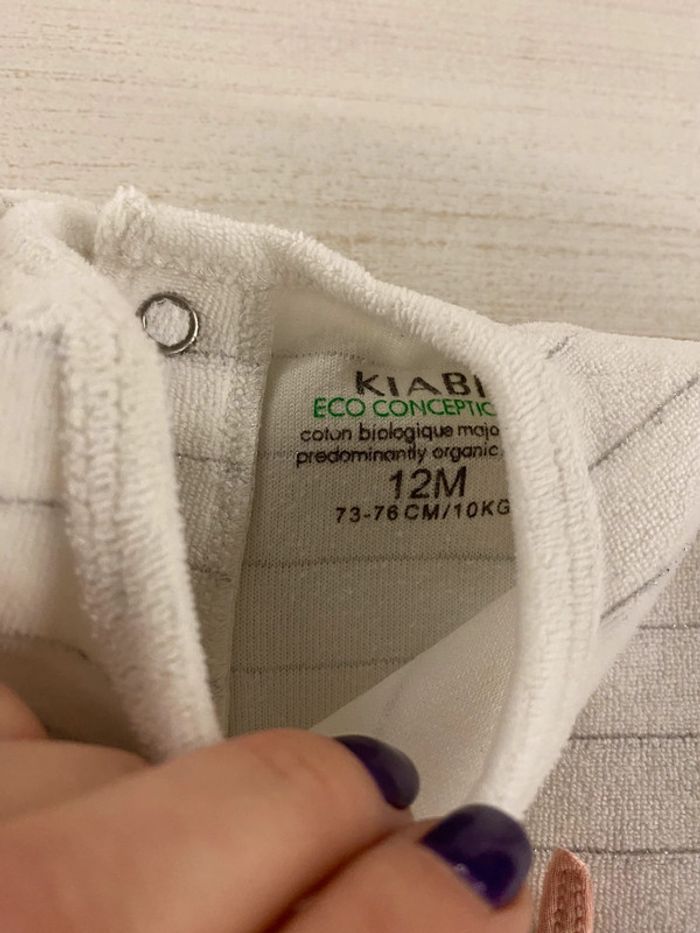 KIABI
ECO CONCEPTIO
coton biologique majo
predominantly organic
12M
73-76 CM/10KG